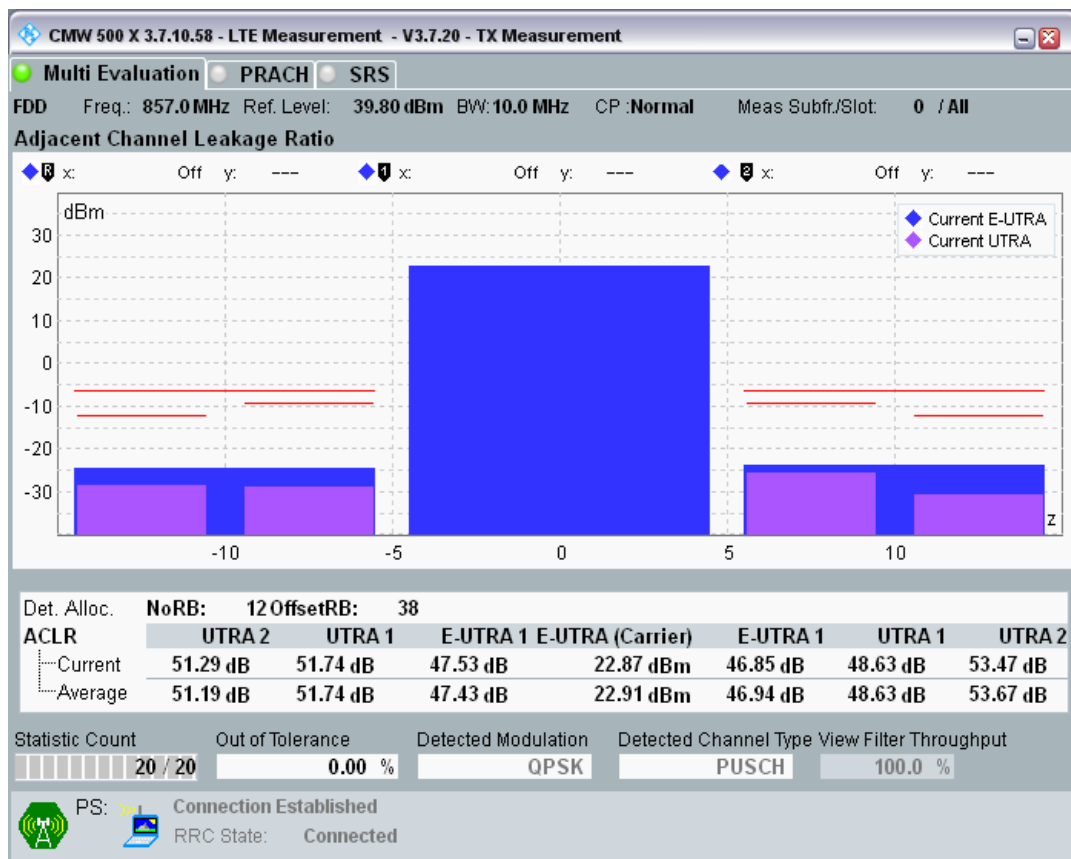 CMW 500 X 3.7.10.58 - LTE Measurement - V3.7.20 - TX Measurement
Multi Evaluation PRACH SRS
FDD Freq.: 857.0 MHz Ref. Level: 39.80 dBm BW: 10.0 MHz CP :Normal Meas Subfr./Slot: 0 / All
Adjacent Channel Leakage Ratio
R x: Off y: --- 1 x: Off y: --- 2 x: Off y: ---
dBm
Current E-UTRA
Current UTRA
30
20
10
0
-10
-20
-30
z
-10 -5 0 5 10
Det. Alloc. NoRB: 12 OffsetRB: 38
ACLR UTRA 2 UTRA 1 E-UTRA 1 E-UTRA (Carrier) E-UTRA 1 UTRA 1 UTRA 2
Current 51.29 dB 51.74 dB 47.53 dB 22.87 dBm 46.85 dB 48.63 dB 53.47 dB
Average 51.19 dB 51.74 dB 47.43 dB 22.91 dBm 46.94 dB 48.63 dB 53.67 dB
Statistic Count Out of Tolerance Detected Modulation Detected Channel Type View Filter Throughput
20 / 20 0.00 % QPSK PUSCH 100.0 %
PS: Connection Established
RRC State: Connected